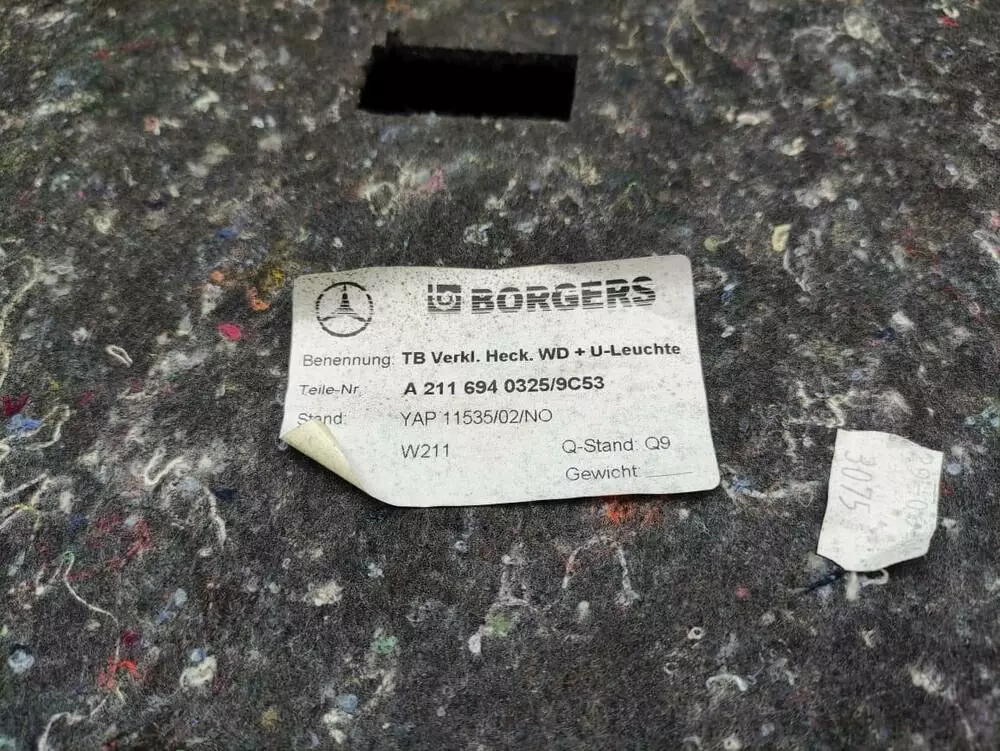 BORGERS
Benennung: TB Verkl. Heck. WD + U-Leuchte
Teile-Nr.: A 211 694 0325/9C53
Stand: YAP 11535/02/NO
W211 Q-Stand: Q9
Gewicht:
3075